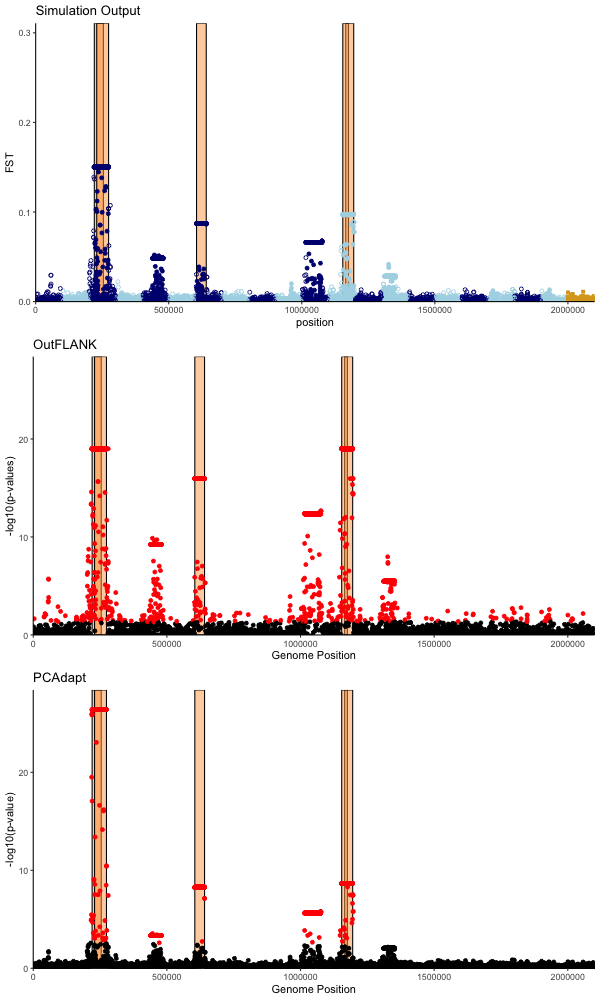 Simulation Output
0.3
0.2
0.1
0.0
FST
0 500000 1000000 1500000 2000000
position
OutFLANK
20
10
0
-log10(p-values)
0 500000 1000000 1500000 2000000
Genome Position
PCAdapt
20
10
0
-log10(p-value)
0 500000 1000000 1500000 2000000
Genome Position